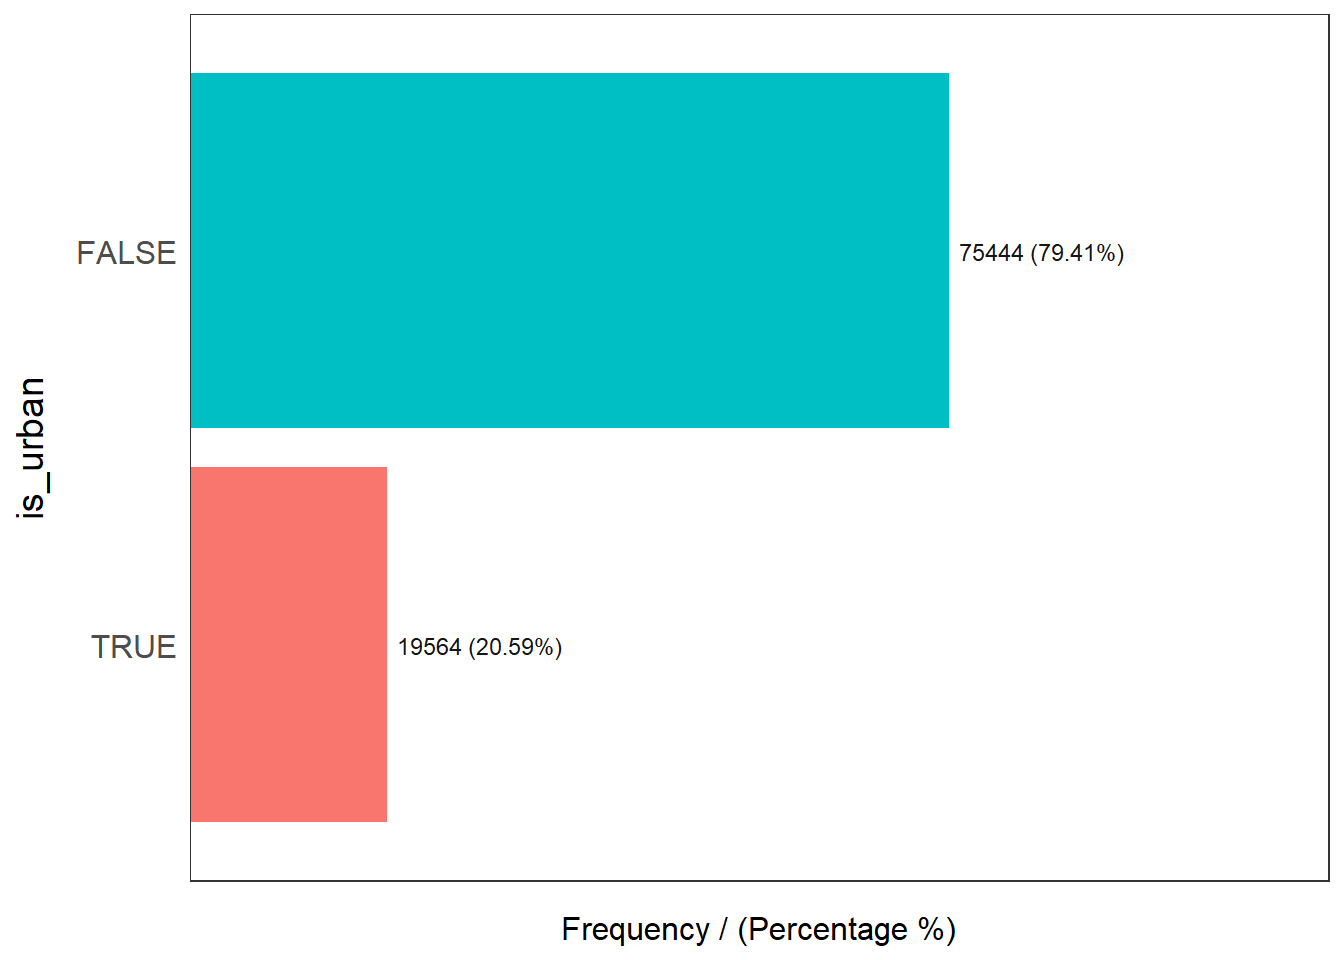 FALSE
75444 (79.41%)
is_urban
TRUE
19564 (20.59%)
Frequency / (Percentage %)